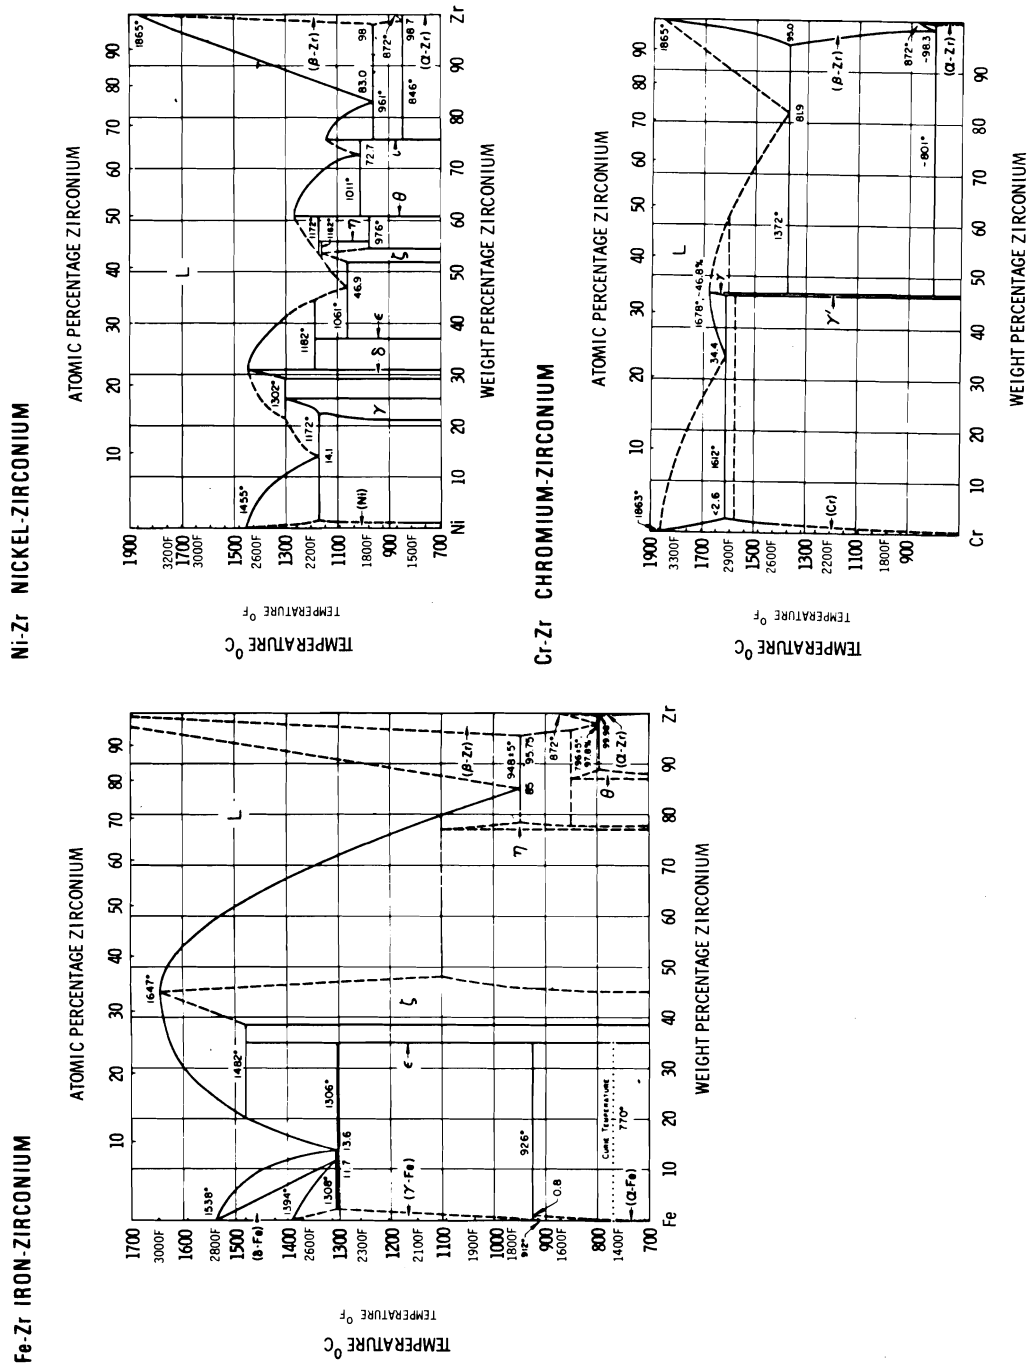 Fe-Zr IRON-ZIRCONIUM
ATOMIC PERCENTAGE ZIRCONIUM
10 20 30 40 50 60 70 80 90
TEMPERATURE °C
TEMPERATURE °F
1700
3000F
2800F
1500
(δ-Fe)
2600F
1300
2300F
1200
2100F
1100
1900F
1000
1800F
912°
900
1600F
800
1400F
700
1538°
1394°
1308°
11.7
13.6
1306°
1482°
1647°
L
(γ-Fe)
ε
ζ
η
926°
0.8
CURIE TEMPERATURE
770°
(α-Fe)
85
948±5°
95.75
(β-Zr)
872°
796±5°
97.8%
99.98
(α-Zr)
θ
Fe 10 20 30 40 50 60 70 80 90 Zr
WEIGHT PERCENTAGE ZIRCONIUM
Ni-Zr NICKEL-ZIRCONIUM
ATOMIC PERCENTAGE ZIRCONIUM
10 20 30 40 50 60 70 80 90
TEMPERATURE °C
TEMPERATURE °F
1900
3200F
1700
3000F
1500
2600F
1300
2200F
1100
1800F
900
1500F
700
1455°
(Ni)
14.1
1172°
γ
1302°
δ
1182°
ε
1061°
46.9
ζ
1172°
1182°
η
976°
θ
1011°
72.7
L
83.0
961°
846°
1865°
(β-Zr)
98
872°
98.7
(α-Zr)
Ni 10 20 30 40 50 60 70 80 90 Zr
WEIGHT PERCENTAGE ZIRCONIUM
Cr-Zr CHROMIUM-ZIRCONIUM
ATOMIC PERCENTAGE ZIRCONIUM
10 20 30 40 50 60 70 80 90
TEMPERATURE °C
TEMPERATURE °F
1900
3300F
1700
2900F
1500
2600F
1300
2200F
1100
1800F
900
1863°
<2.6
(Cr)
1612°
34.4
1678° ~46.8%
γ
γ'
L
1372°
81.9
1865°
95.0
(β-Zr)
872°
~98.3
(α-Zr)
~801°
Cr 10 20 30 40 50 60 70 80 90
WEIGHT PERCENTAGE ZIRCONIUM